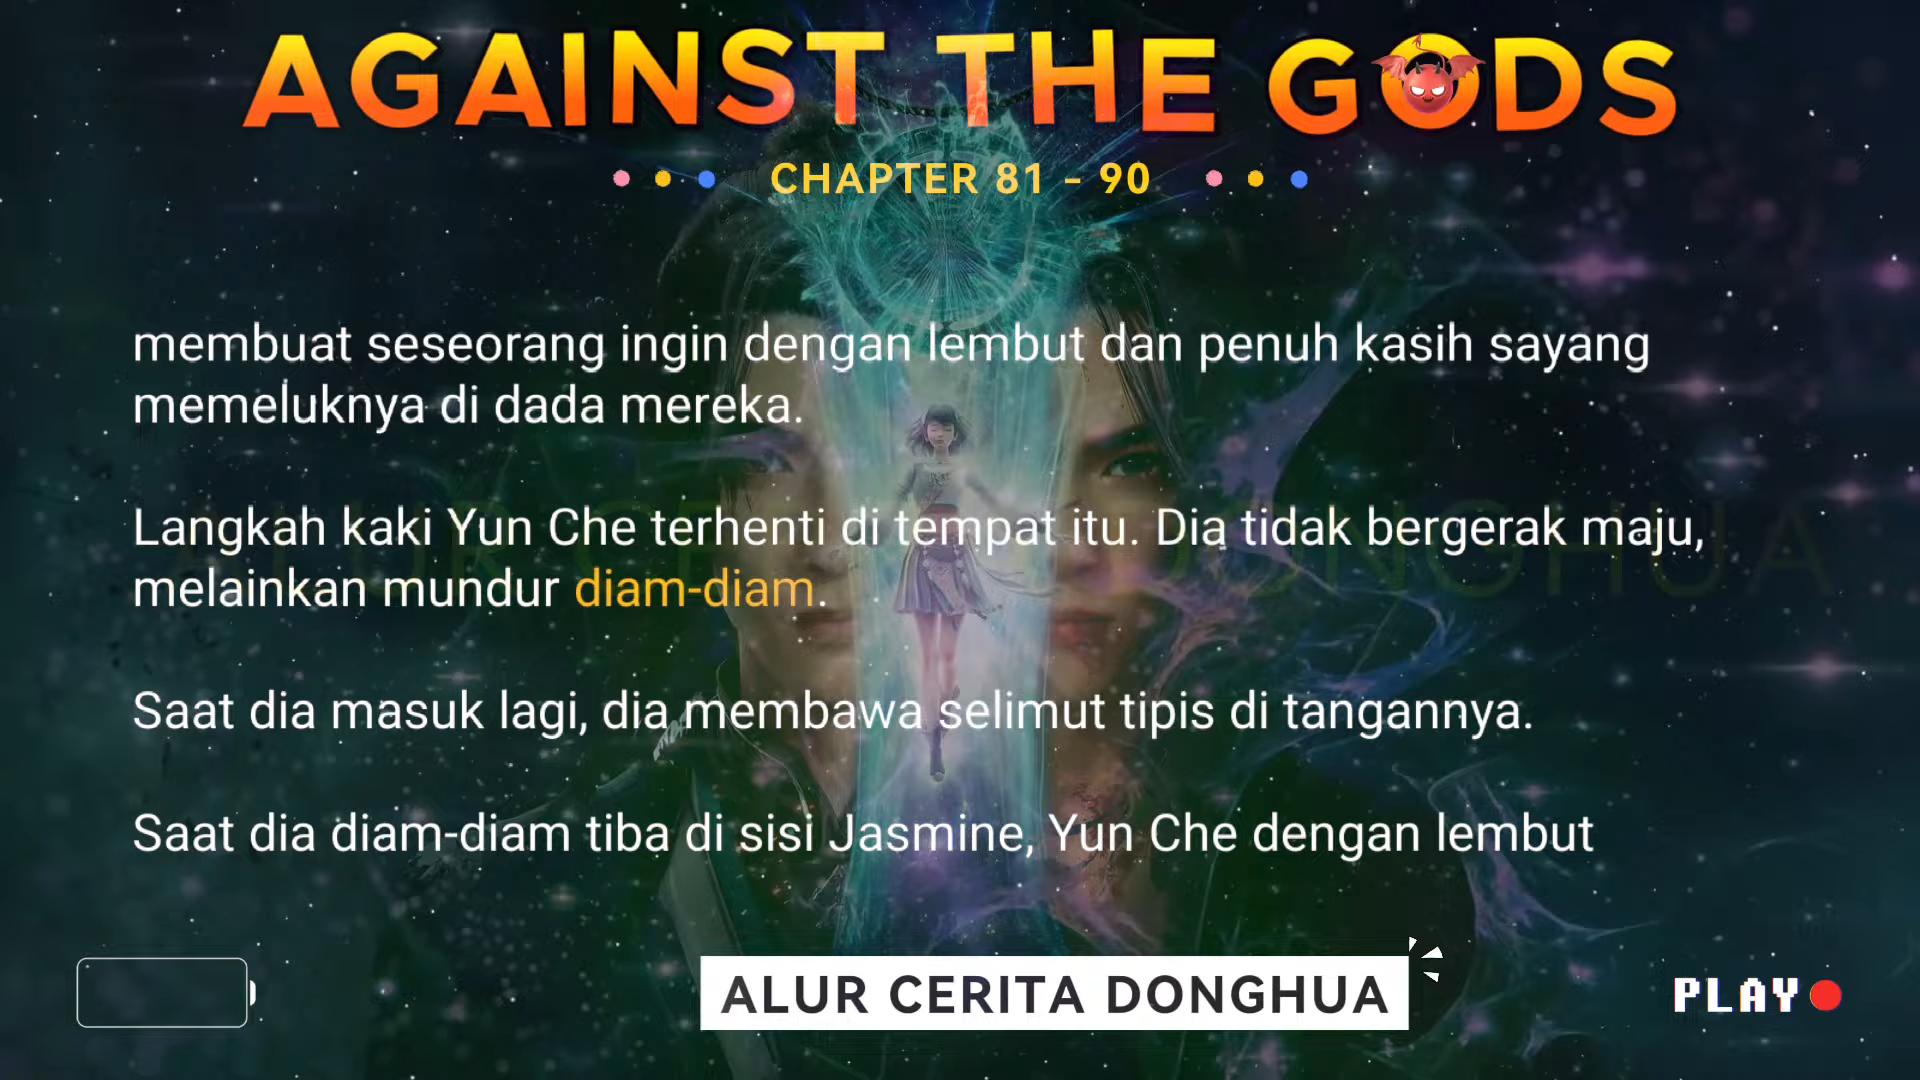 AGAINST THE GODS
CHAPTER 81 - 90
membuat seseorang ingin dengan lembut dan penuh kasih sayang
memeluknya di dada mereka.
Langkah kaki Yun Che terhenti di tempat itu. Dia tidak bergerak maju,
melainkan mundur diam-diam.
Saat dia masuk lagi, dia membawa selimut tipis di tangannya.
Saat dia diam-diam tiba di sisi Jasmine, Yun Che dengan lembut
ALUR CERITA DONGHUA
PLAY